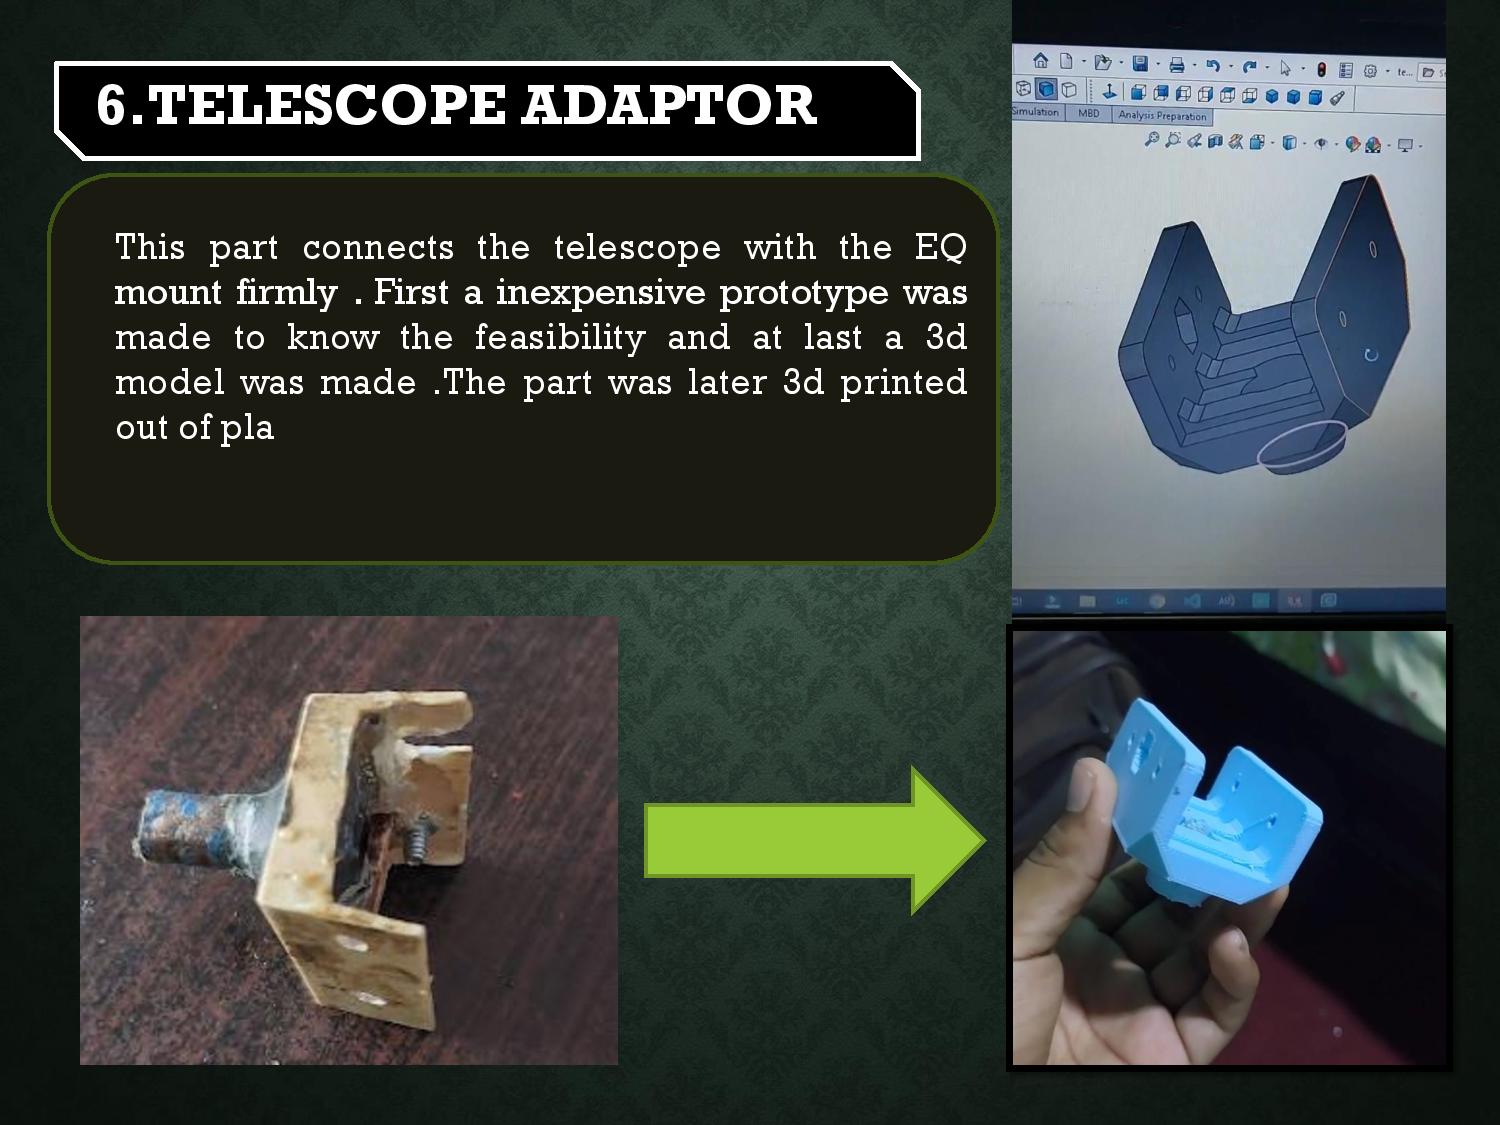 6.TELESCOPE ADAPTOR
This part connects the telescope with the EQ
mount firmly . First a inexpensive prototype was
made to know the feasibility and at last a 3d
model was made .The part was later 3d printed
out of pla
te...
Simulation
MBD
Analysis Preparation